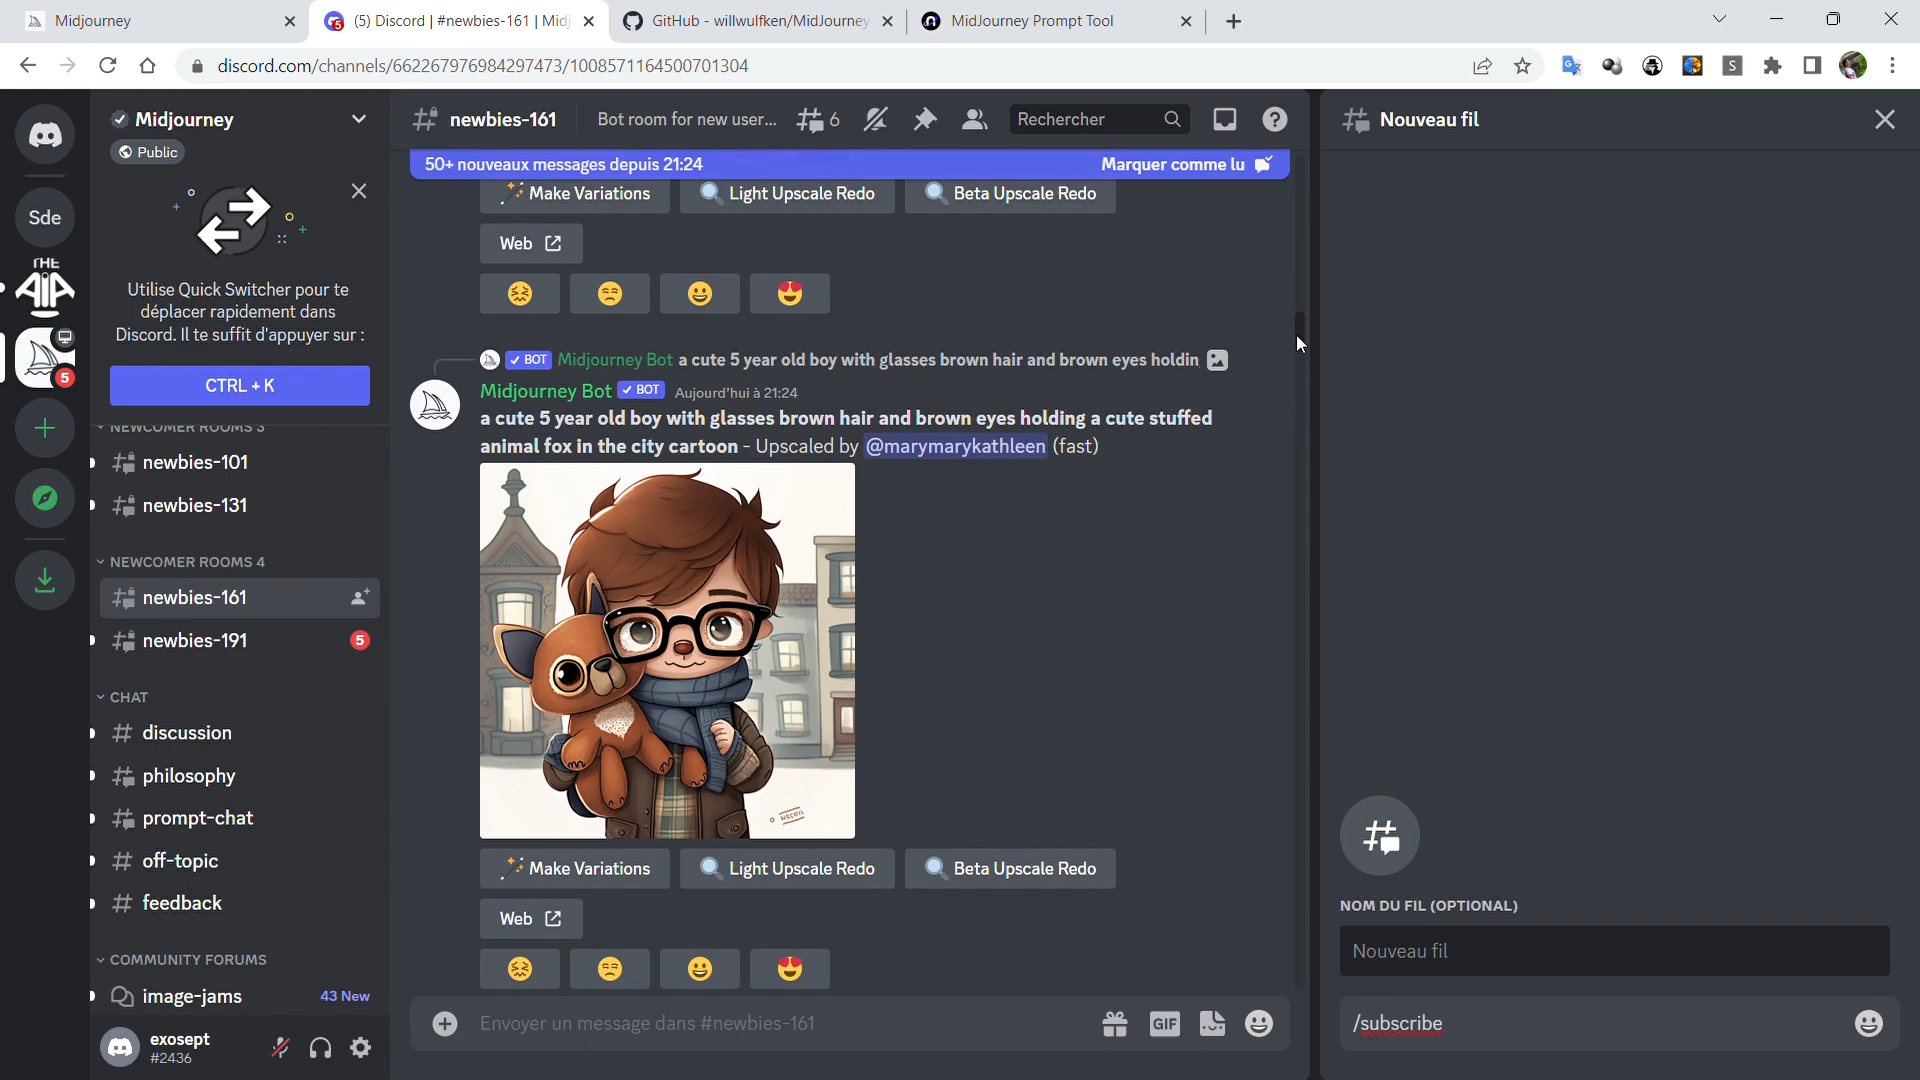 Midjourney
(5) Discord | #newbies-161 | Mid
GitHub - willwulfken/MidJourney
MidJourney Prompt Tool
discord.com/channels/662267976984297473/1008571164500701304
Midjourney
Public
Utilise Quick Switcher pour te
déplacer rapidement dans
Discord. Il te suffit d'appuyer sur :
CTRL + K
Sde
THE
5
NEWCOMER ROOMS 3
newbies-101
newbies-131
NEWCOMER ROOMS 4
newbies-161
newbies-191
5
CHAT
discussion
philosophy
prompt-chat
off-topic
feedback
COMMUNITY FORUMS
image-jams
43 New
exosept
#2436
newbies-161
Bot room for new user...
6
Rechercher
50+ nouveaux messages depuis 21:24
Marquer comme lu
Make Variations
Light Upscale Redo
Beta Upscale Redo
Web
BOT Midjourney Bot a cute 5 year old boy with glasses brown hair and brown eyes holdin
Midjourney Bot BOT Aujourd'hui à 21:24
a cute 5 year old boy with glasses brown hair and brown eyes holding a cute stuffed
animal fox in the city cartoon - Upscaled by @marymarykathleen (fast)
Make Variations
Light Upscale Redo
Beta Upscale Redo
Web
Envoyer un message dans #newbies-161
GIF
Nouveau fil
NOM DU FIL (OPTIONAL)
Nouveau fil
/subscribe